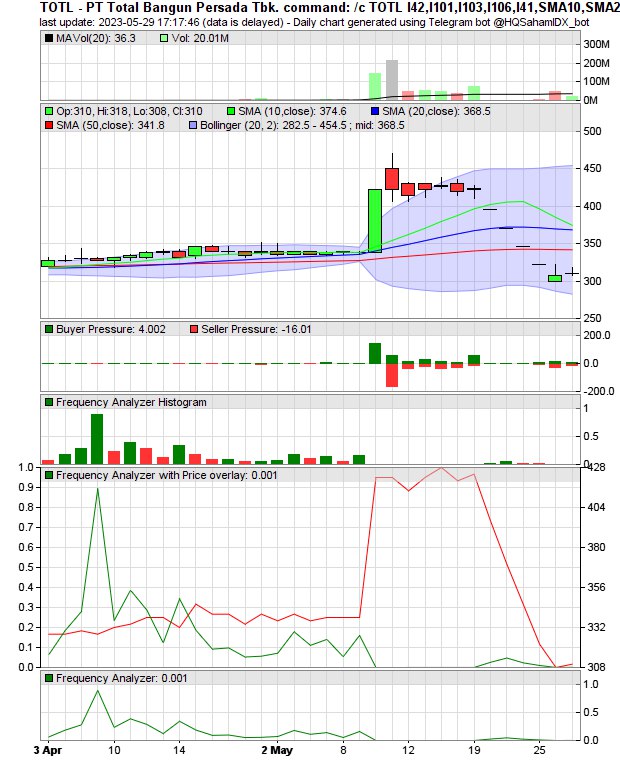 TOTL - PT Total Bangun Persada Tbk. command: /c TOTL I42,I101,I103,I106,I41,SMA10,SMA2
last update: 2023-05-29 17:17:46 (data is delayed) - Daily chart generated using Telegram bot @HQSahamIDX_bot
MAVol(20): 36.3 Vol: 20.01M
300M
200M
100M
0M
Op:310, Hi:318, Lo:308, Cl:310 SMA (10,close): 374.6 SMA (20,close): 368.5
SMA (50,close): 341.8 Bollinger (20, 2): 282.5 - 454.5 ; mid: 368.5
500
450
400
350
300
250
Buyer Pressure: 4.002 Seller Pressure: -16.01
200.0
0.0
-200.0
Frequency Analyzer Histogram
1
0.5
0
Frequency Analyzer with Price overlay: 0.001
1.0 428
0.9
0.8 404
0.7
0.6 380
0.5
0.4 356
0.3
0.2 332
0.1
0.0 308
Frequency Analyzer: 0.001
1.0
0.5
0.0
3 Apr 10 14 2 May 8 12 19 25